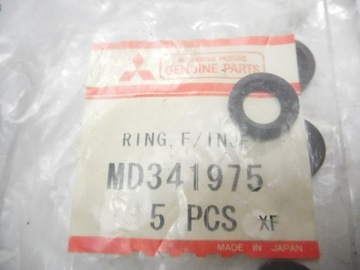 MITSUBISHI MOTORS
GENUINE PARTS
RING, F/INJ
MD341975
5 PCS XF
MADE IN JAPAN